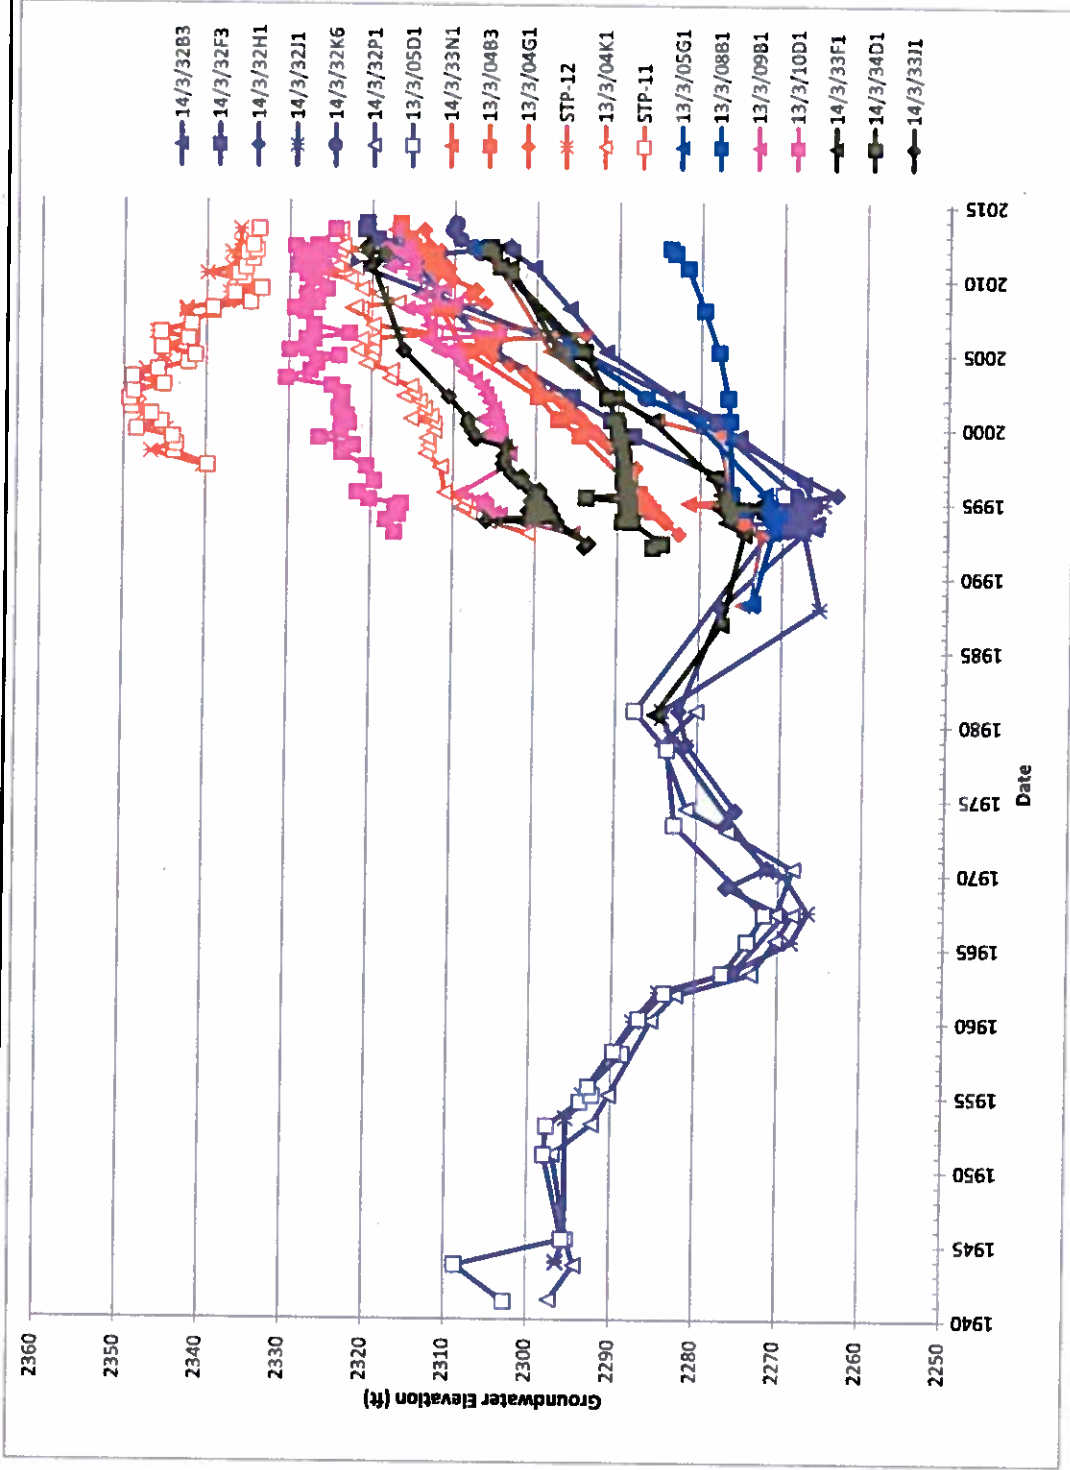 2360
2350
2340
2330
2320
2310
2300
2290
2280
2270
2260
2250
Groundwater Elevation (ft)
1940
1945
1950
1955
1960
1965
1970
1975
1980
1985
1990
1995
2000
2005
2010
2015
Date
14/3/32B3
14/3/32F3
14/3/32H1
14/3/32J1
14/3/32K6
14/3/32P1
13/3/05D1
14/3/33N1
13/3/04B3
13/3/04G1
STP-12
13/3/04K1
STP-11
13/3/05G1
13/3/08B1
13/3/09B1
13/3/10D1
14/3/33F1
14/3/34D1
14/3/33J1